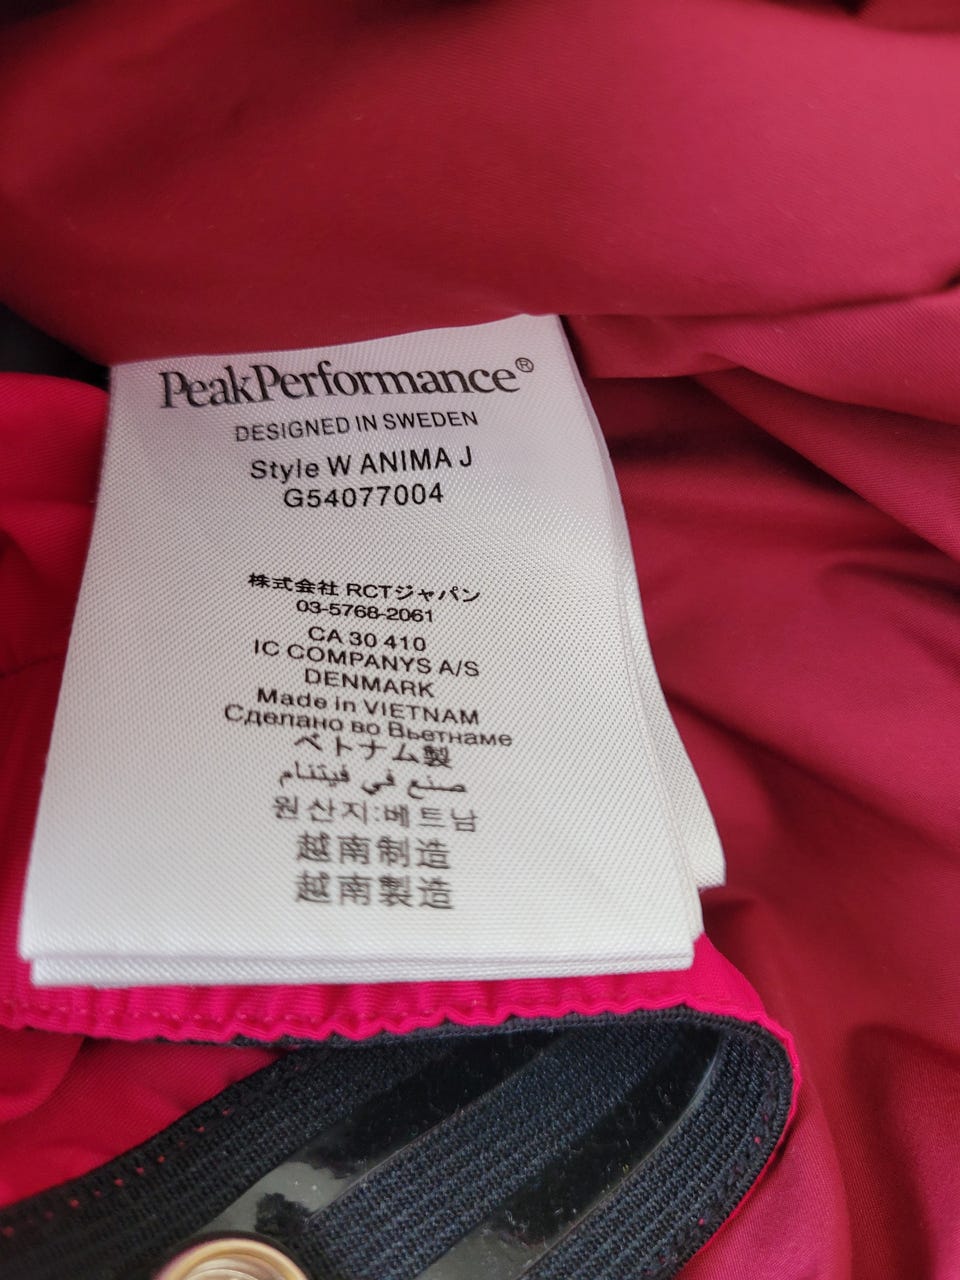 PeakPerformance®
DESIGNED IN SWEDEN
Style W ANIMA J
G54077004
株式会社 RCTジャパン
03-5768-2061
CA 30 410
IC COMPANYS A/S
DENMARK
Made in VIETNAM
Сделано во Вьетнаме
ベトナム製
صنع في فيتنام
원산지:베트남
越南制造
越南製造